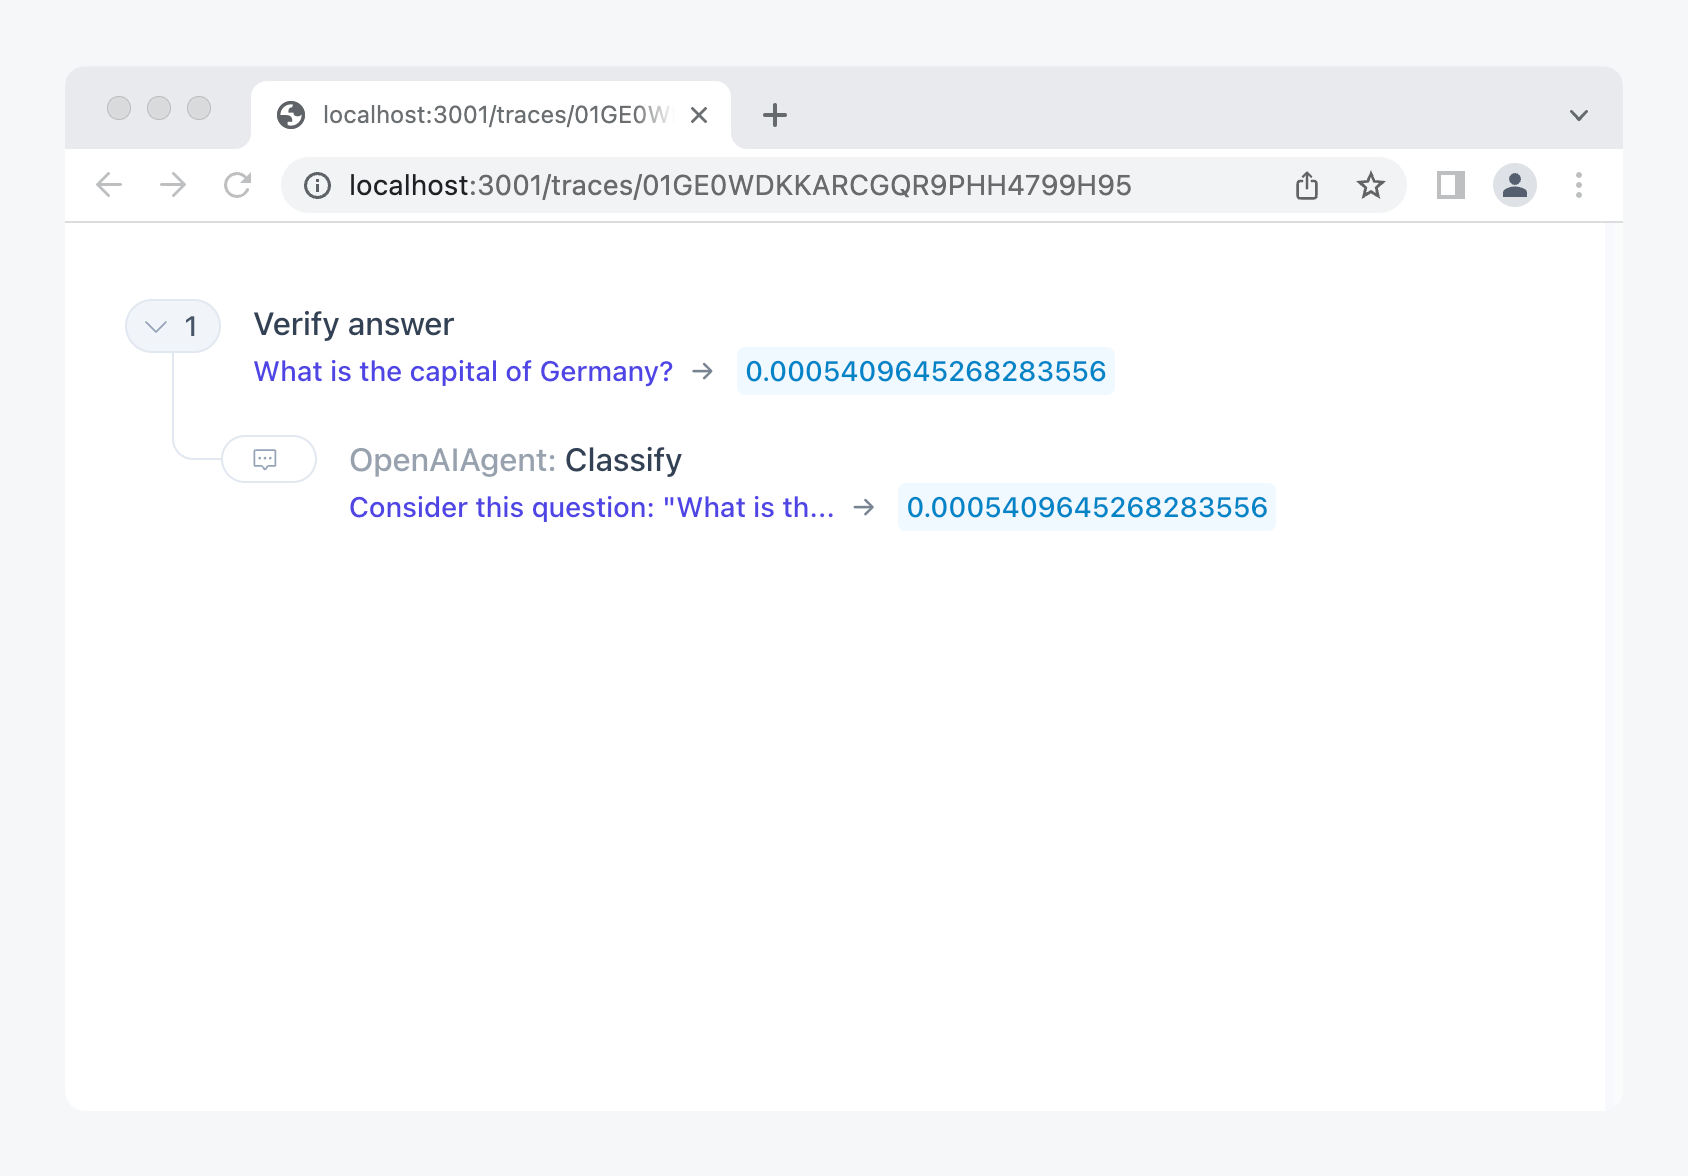 localhost:3001/traces/01GE0W
localhost:3001/traces/01GE0WDKKARCGQR9PHH4799H95
1 Verify answer
What is the capital of Germany? → 0.0005409645268283556
OpenAIAgent: Classify
Consider this question: "What is th... → 0.0005409645268283556